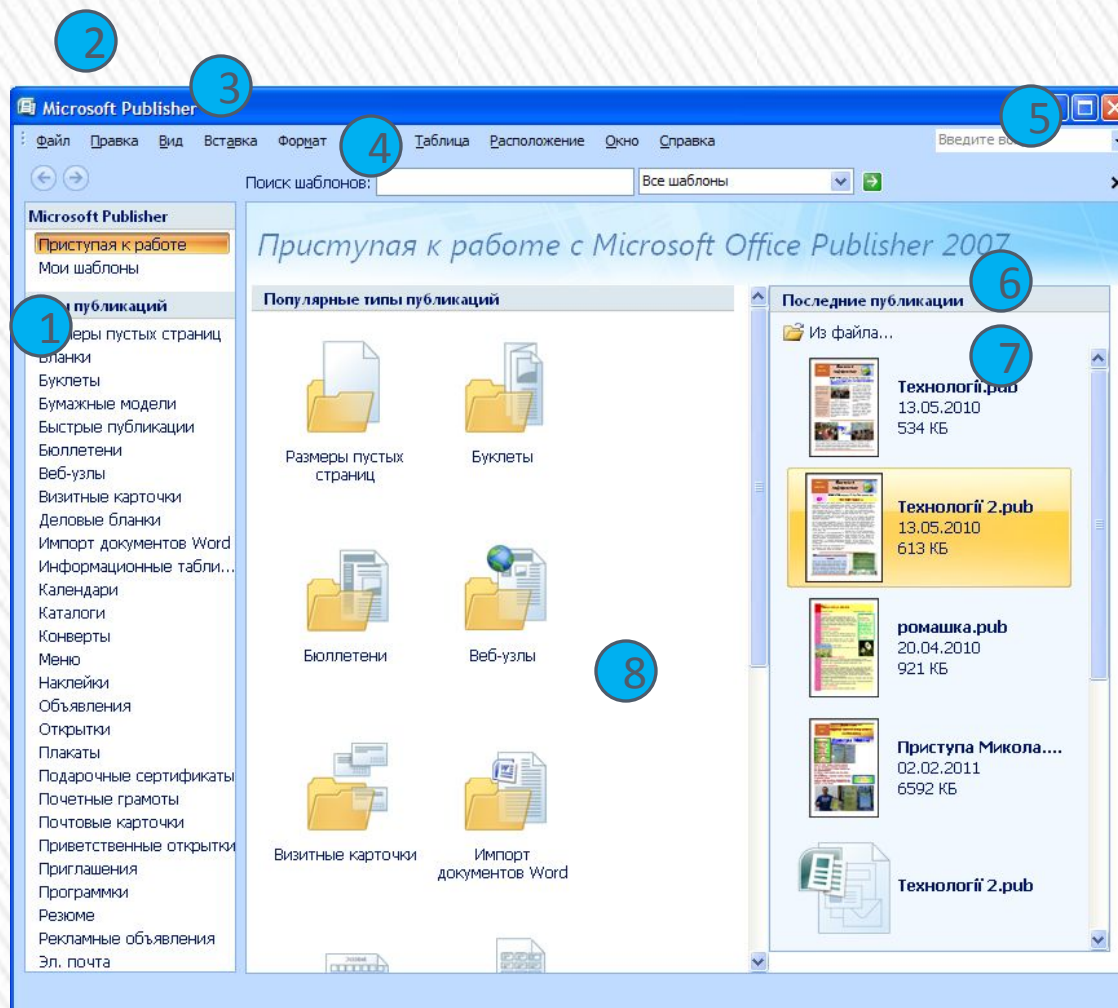 2
3
Microsoft Publisher
5
Файл Правка Вид Вставка Формат 4 Таблица Расположение Окно Справка
Введите
Поиск шаблонов: Все шаблоны
Microsoft Publisher
Приступая к работе
Мои шаблоны
Приступая к работе с Microsoft Office Publisher 2007
публикаций
1
пустых страниц
Бланки
Буклеты
Бумажные модели
Быстрые публикации
Бюллетени
Веб-узлы
Визитные карточки
Деловые бланки
Импорт документов Word
Информационные табли...
Календари
Каталоги
Конверты
Меню
Наклейки
Объявления
Открытки
Плакаты
Подарочные сертификаты
Почетные грамоты
Почтовые карточки
Приветственные открытки
Приглашения
Программки
Резюме
Рекламные объявления
Эл. почта
Популярные типы публикаций
Размеры пустых
страниц
Буклеты
Бюллетени
Веб-узлы
8
Визитные карточки
Импорт
документов Word
6
Последние публикации
Из файла...
7
Технології.pub
13.05.2010
534 КБ
Технології 2.pub
13.05.2010
613 КБ
ромашка.pub
20.04.2010
921 КБ
Приступа Микола....
02.02.2011
6592 КБ
Технології 2.pub